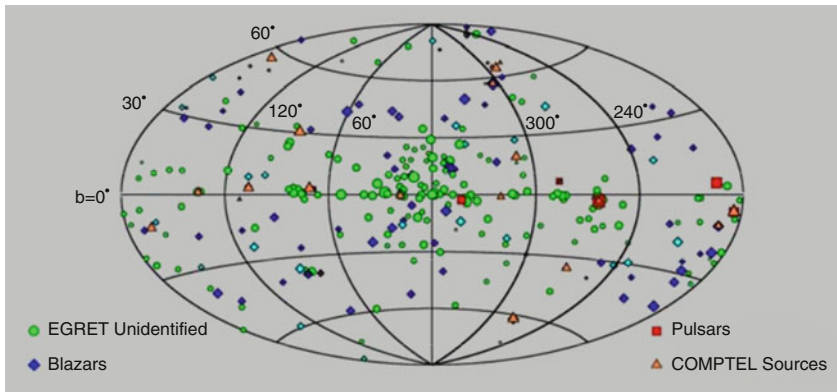 60°
30°
120°
60°
300°
240°
b=0°
EGRET Unidentified
Pulsars
Blazars
COMPTEL Sources